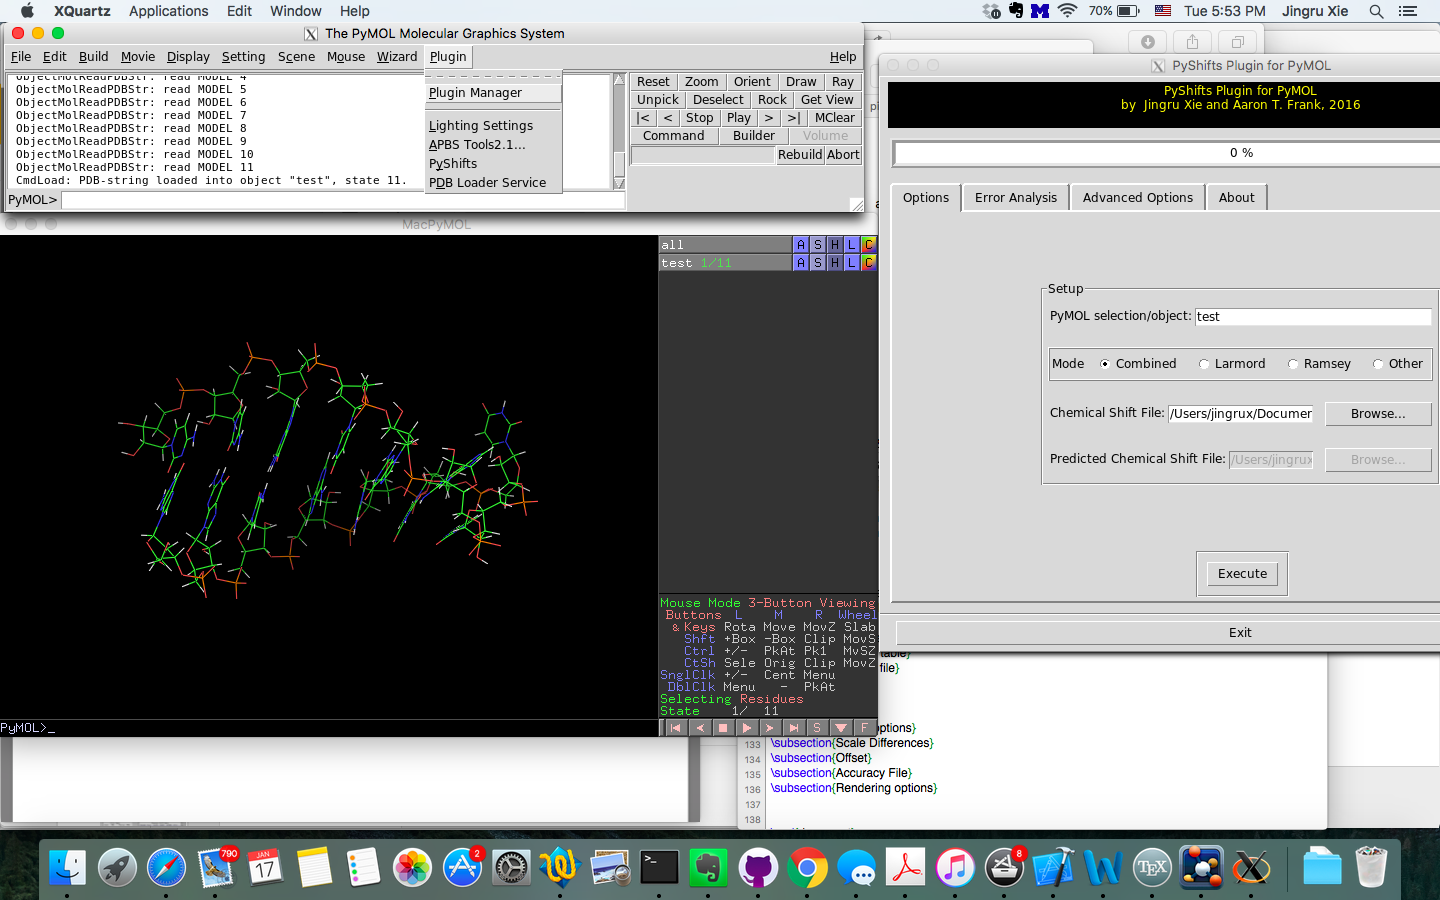 XQuartz Applications Edit Window Help 70% Tue 5:53 PM Jingru Xie
The PyMOL Molecular Graphics System
File Edit Build Movie Display Setting Scene Mouse Wizard Plugin Help
ObjectMolReadPDBStr: read MODEL 4
ObjectMolReadPDBStr: read MODEL 5
ObjectMolReadPDBStr: read MODEL 6
ObjectMolReadPDBStr: read MODEL 7
ObjectMolReadPDBStr: read MODEL 8
ObjectMolReadPDBStr: read MODEL 9
ObjectMolReadPDBStr: read MODEL 10
ObjectMolReadPDBStr: read MODEL 11
CmdLoad: PDB-string loaded into object "test", state 11.
PyMOL>
Plugin Manager
Lighting Settings
APBS Tools2.1...
PyShifts
PDB Loader Service
Reset Zoom Orient Draw Ray
Unpick Deselect Rock Get View
|< < Stop Play > >| MClear
Command Builder Volume
Rebuild Abort
MacPyMOL
all A S H L C
test 1/11 A S H L C
Mouse Mode 3-Button Viewing
Buttons L M R Wheel
& Keys Rota Move MovZ Slab
Shft +Box -Box Clip MovS
Ctrl +/- PkAt Pk1 MvSZ
CtSh Sele Orig Clip MovZ
SnglClk +/- Cent Menu
DblClk Menu - PkAt
Selecting Residues
State 1/ 11
S F
PyMOL>_
PyShifts Plugin for PyMOL
PyShifts Plugin for PyMOL
by Jingru Xie and Aaron T. Frank, 2016
0 %
Options Error Analysis Advanced Options About
Setup
PyMOL selection/object: test
Mode Combined Larmord Ramsey Other
Chemical Shift File: /Users/jingrux/Documer Browse...
Predicted Chemical Shift File: /Users/jingrux Browse...
Execute
Exit
table}
file}
options}
133 \subsection{Scale Differences}
134 \subsection{Offset}
135 \subsection{Accuracy File}
136 \subsection{Rendering options}
137
138
790 JAN 17 2 8 TEX